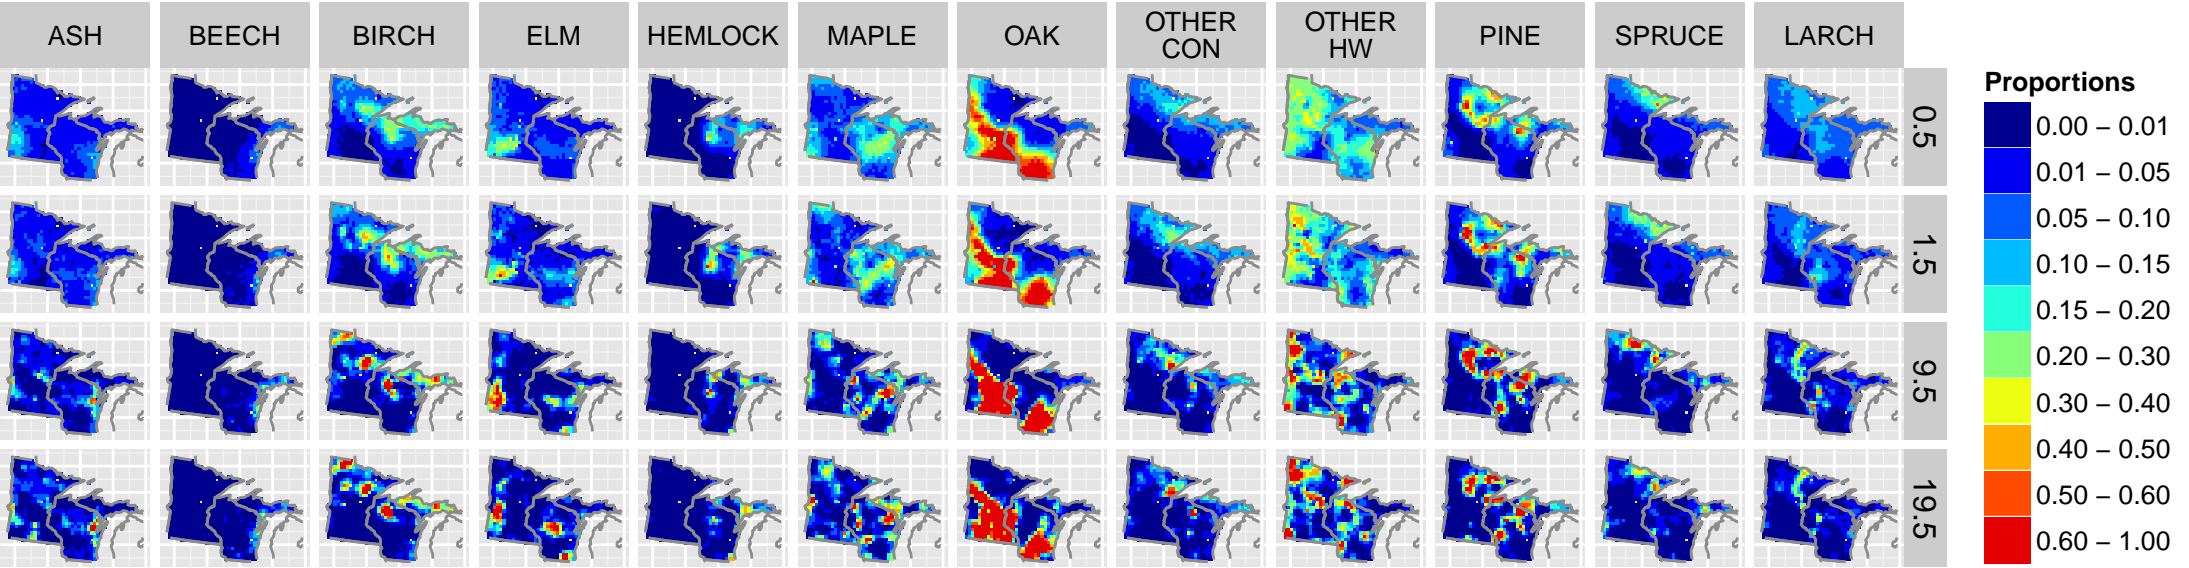 ASH
BEECH
BIRCH
ELM
HEMLOCK
MAPLE
OAK
OTHER
CON
OTHER
HW
PINE
SPRUCE
LARCH
0.5
1.5
9.5
19.5
Proportions
0.00 – 0.01
0.01 – 0.05
0.05 – 0.10
0.10 – 0.15
0.15 – 0.20
0.20 – 0.30
0.30 – 0.40
0.40 – 0.50
0.50 – 0.60
0.60 – 1.00